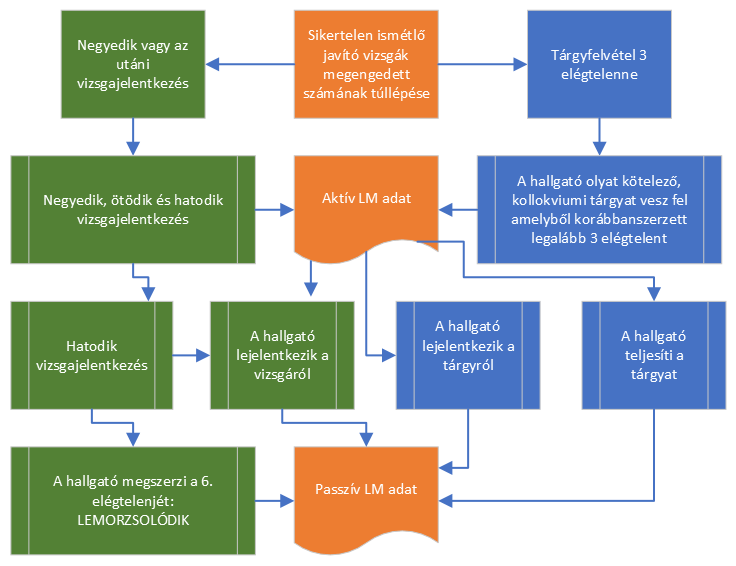 Negyedik vagy az
utáni
vizsgajelentkezés
Sikertelen ismétlő
javító vizsgák
megengedett
számának túllépése
Tárgyfelvétel 3
elégtelenne
Negyedik, ötödik és hatodik
vizsgajelentkezés
Aktív LM adat
A hallgató olyat kötelező,
kollokviumi tárgyat vesz fel
amelyből korábbanszerzett
legalább 3 elégtelent
Hatodik
vizsgajelentkezés
A hallgató
lejelentkezik a
vizsgáról
A hallgató
lejelentkezik a
tárgyról
A hallgató
teljesíti a
tárgyat
A hallgató megszerzi a 6.
elégtelenjét:
LEMORZSOLÓDIK
Passzív LM adat